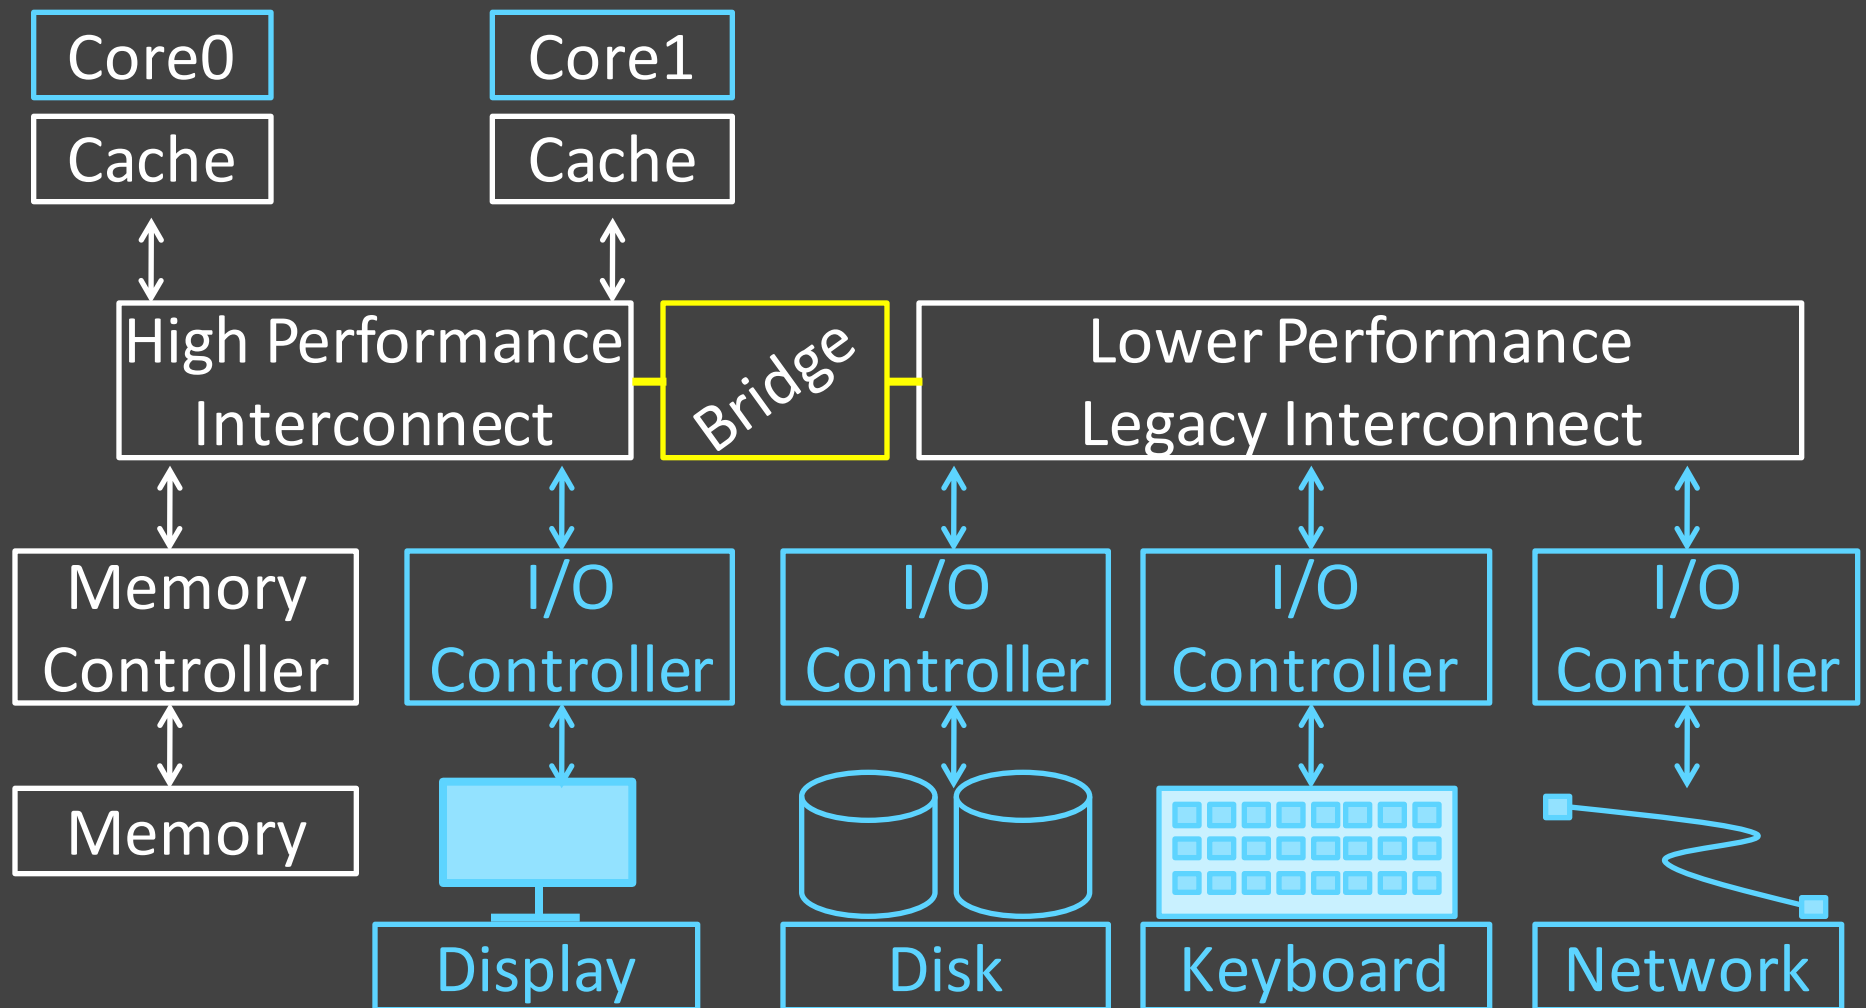 Core0
Core1
Cache
Cache
High Performance
Interconnect
Bridge
Lower Performance
Legacy Interconnect
Memory
Controller
I/O
Controller
I/O
Controller
I/O
Controller
I/O
Controller
Memory
Display
Disk
Keyboard
Network